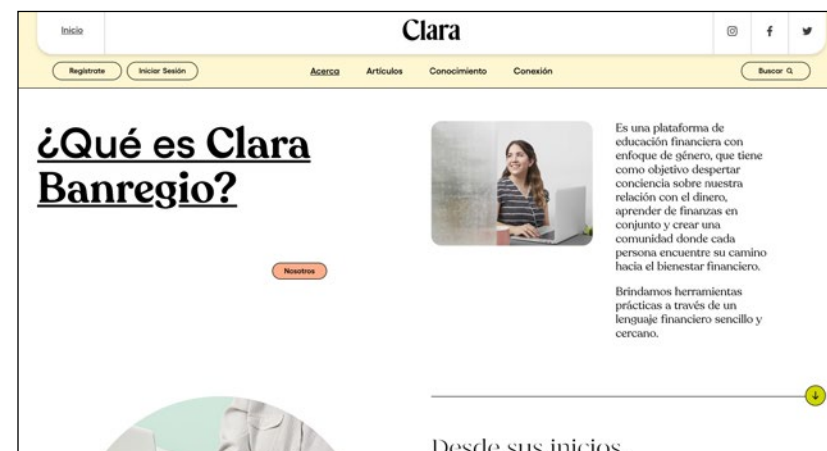 Inicio
Clara
Regístrate
Iniciar Sesión
Acerca
Artículos
Conocimiento
Conexión
Buscar
¿Qué es Clara
Banregio?
Nosotros
Es una plataforma de
educación financiera con
enfoque de género, que tiene
como objetivo despertar
conciencia sobre nuestra
relación con el dinero,
aprender de finanzas en
conjunto y crear una
comunidad donde cada
persona encuentre su camino
hacia el bienestar financiero.
Brindamos herramientas
prácticas a través de un
lenguaje financiero sencillo y
cercano.
Desde sus inicios